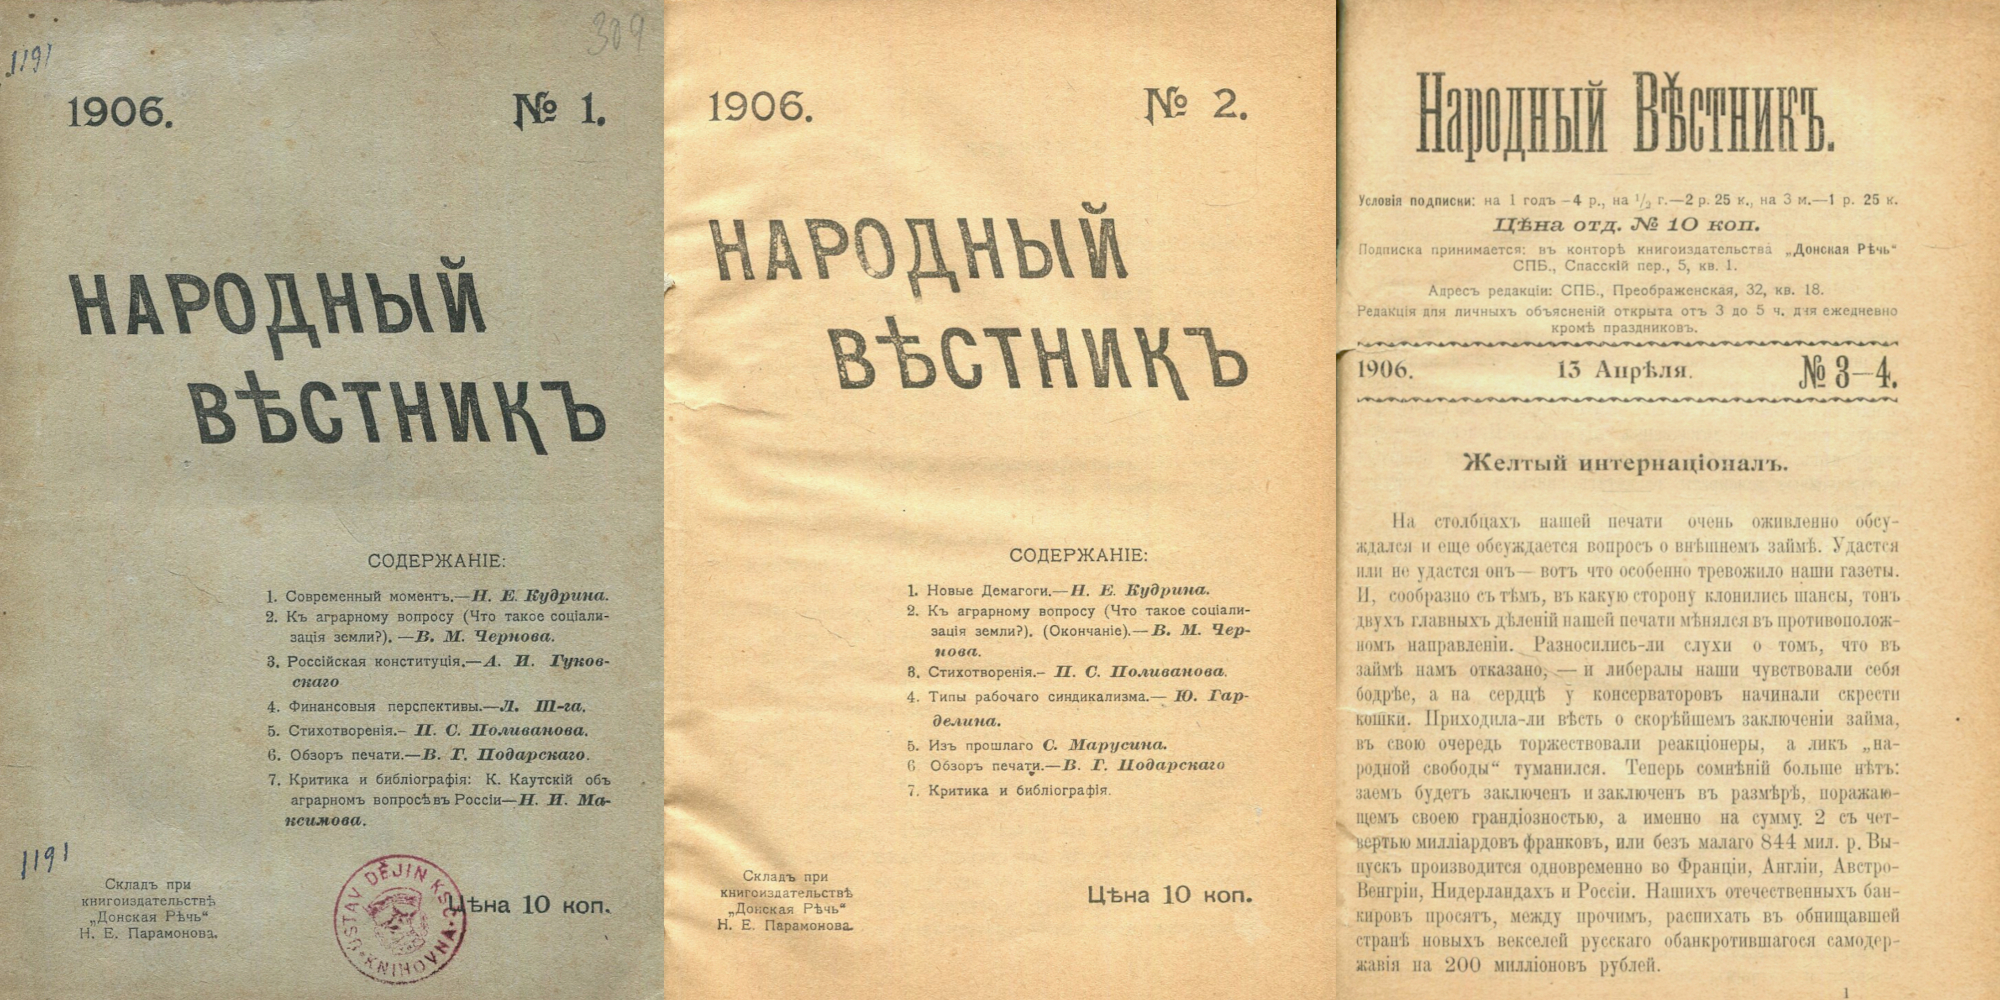 1191
309
1906.
№ 1.
НАРОДНЫЙ
ВѢСТНИКЪ
СОДЕРЖАНІЕ:
1. Современный моментъ.—Н. Е. Кудрина.
2. Къ аграрному вопросу (Что такое соціали-
зація земли?). —В. М. Чернова.
3. Россійская конституція.—А. И. Гуков-
скаго
4. Финансовыя перспективы.—Л. Ш-га.
5. Стихотворенія.– П. С. Поливанова.
6. Обзоръ печати.—В. Г. Подарскаго.
7. Критика и библіографія: К. Каутскій объ
аграрномъ вопросѣ въ Россіи—Н. И. Ма-
ксимова.
1191
Складъ при
книгоиздательствѣ
„Донская Рѣчь“
Н. Е. Парамонова.
ÚSTAV DĚJIN KSČ
KNIHOVNA
Цѣна 10 коп.
1906.
№ 2.
НАРОДНЫЙ
ВѢСТНИКЪ
СОДЕРЖАНІЕ:
1. Новые Демагоги.—Н. Е. Кудрина.
2. Къ аграрному вопросу (Что такое соціали-
зація земли?). (Окончаніе).—В. М. Чер-
нова.
3. Стихотворенія.– П. С. Поливанова.
4. Типы рабочаго синдикализма.— Ю. Гар-
делина.
5. Изъ прошлаго С. Марусина.
6 Обзоръ печати.—В. Г. Подарскаго
7. Критика и библіографія.
Складъ при
книгоиздательствѣ
„Донская Рѣчь“
Н. Е. Парамонова.
Цѣна 10 коп.
Народный Вѣстникъ.
Условія подписки: на 1 годъ –4 р., на 1/2 г.—2 р. 25 к., на 3 м.—1 р. 25 к.
Цѣна отд. № 10 коп.
Подписка принимается: въ конторѣ книгоиздательства „Донская Рѣчь“
СПБ., Спасскій пер., 5, кв. 1.
Адресъ редакціи: СПБ., Преображенская, 32, кв. 18.
Редакція для личныхъ объясненій открыта отъ 3 до 5 ч. дня ежедневно
кромѣ праздниковъ.
1906. 13 Апрѣля. № 3—4.
Желтый интернаціоналъ.
На столбцахъ нашей печати очень оживленно обсу-
ждался и еще обсуждается вопросъ о внѣшнемъ займѣ. Удастся
или не удастся онъ— вотъ что особенно тревожило наши газеты.
И, сообразно съ тѣмъ, въ какую сторону клонились шансы, тонъ
двухъ главныхъ дѣленій нашей печати мѣнялся въ противополож-
номъ направленіи. Разносились-ли слухи о томъ, что въ
займѣ намъ отказано, — и либералы наши чувствовали себя
бодрѣе, а на сердцѣ у консерваторовъ начинали скрести
кошки. Приходила-ли вѣсть о скорѣйшемъ заключеніи займа,
въ свою очередь торжествовали реакціонеры, а ликъ „на-
родной свободы“ туманился. Теперь сомнѣній больше нѣтъ:
заемъ будетъ заключенъ и заключенъ въ размѣрѣ, поражаю-
щемъ своею грандіозностью, а именно на сумму 2 съ чет-
вертью милліардовъ франковъ, или безъ малаго 844 мил. р. Вы-
пускъ производится одновременно во Франціи, Англіи, Австро-
Венгріи, Нидерландахъ и Россіи. Нашихъ отечественныхъ бан-
кировъ просятъ, между прочимъ, распихать въ обнищавшей
странѣ новыхъ векселей русскаго обанкротившагося самодер-
жавія на 200 милліоновъ рублей.
1